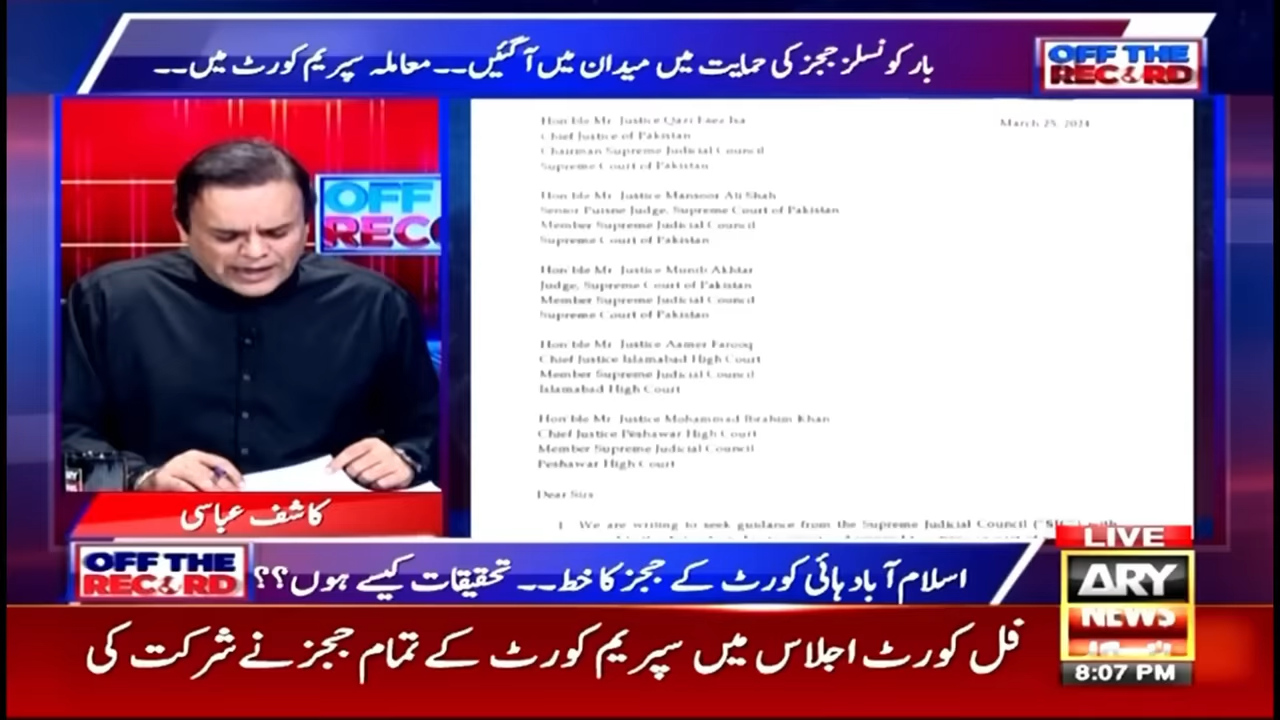 بار کونسلز ججز کی حمایت میں میدان میں آگئیں۔۔معاملہ سپریم کورٹ میں۔۔
OFF THE
RECORD
OFF THE
REC
Hon'ble Mr. Justice Qazi Faez Isa
March 25, 2024
Chief Justice of Pakistan
Chairman Supreme Judicial Council
Supreme Court of Pakistan
Hon'ble Mr. Justice Mansoor Ali Shah
Senior Puisne Judge, Supreme Court of Pakistan
Member Supreme Judicial Council
Supreme Court of Pakistan
Hon'ble Mr. Justice Munib Akhtar
Judge, Supreme Court of Pakistan
Member Supreme Judicial Council
Supreme Court of Pakistan
Hon'ble Mr. Justice Aamer Farooq
Chief Justice Islamabad High Court
Member Supreme Judicial Council
Islamabad High Court
Hon'ble Mr. Justice Mohammad Ibrahim Khan
Chief Justice Peshawar High Court
Member Supreme Judicial Council
Peshawar High Court
Dear Sirs
1 We are writing to seek guidance from the Supreme Judicial Council ("SJC") with
کاشف عباسی
OFF THE
RECORD
اسلام آباد ہائی کورٹ کے ججز کا خط۔۔ تحقیقات کیسے ہوں؟؟
فل کورٹ اجلاس میں سپریم کورٹ کے تمام ججز نے شرکت کی
LIVE
ARY
NEWS
8:07 PM